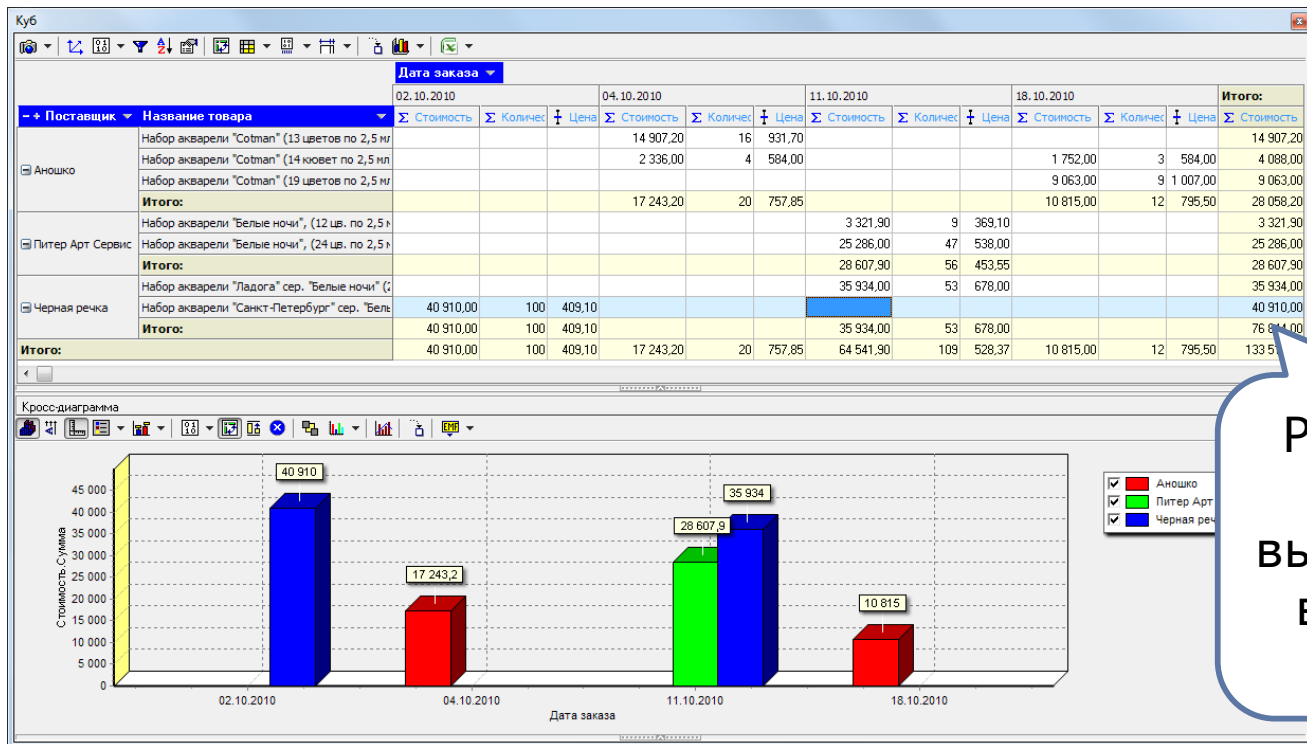 Куб
Дата заказа
02.10.2010 04.10.2010 11.10.2010 18.10.2010 Итого:
− + Поставщик Название товара Σ Стоимость Σ Количес Цена Σ Стоимость Σ Количес Цена Σ Стоимость Σ Количес Цена Σ Стоимость Σ Количес Цена Σ Стоимость
Набор акварели "Cotman" (13 цветов по 2,5 мл 14 907,20 16 931,70 14 907,20
Аношко Набор акварели "Cotman" (14 кювет по 2,5 мл 2 336,00 4 584,00 1 752,00 3 584,00 4 088,00
Набор акварели "Cotman" (19 цветов по 2,5 мл 9 063,00 9 1 007,00 9 063,00
Итого: 17 243,20 20 757,85 10 815,00 12 795,50 28 058,20
Набор акварели "Белые ночи", (12 цв. по 2,5 3 321,90 9 369,10 3 321,90
Питер Арт Сервис Набор акварели "Белые ночи", (24 цв. по 2,5 25 286,00 47 538,00 25 286,00
Итого: 28 607,90 56 453,55 28 607,90
Набор акварели "Ладога" сер. "Белые ночи" ( 35 934,00 53 678,00 35 934,00
Черная речка Набор акварели "Санкт-Петербург" сер. "Бель 40 910,00 100 409,10 40 910,00
Итого: 40 910,00 100 409,10 35 934,00 53 678,00 76
Итого: 40 910,00 100 409,10 17 243,20 20 757,85 64 541,90 109 528,37 10 815,00 12 795,50 133
Кросс-диаграмма
45 000
40 000
35 000
30 000
25 000
20 000
15 000
10 000
5 000
0
Стоимость.Сумма
40 910
17 243,2
28 607,9
35 934
10 815
02.10.2010 04.10.2010 11.10.2010 18.10.2010
Дата заказа
Аношко
Питер Арт
Черная реч
Р
вы